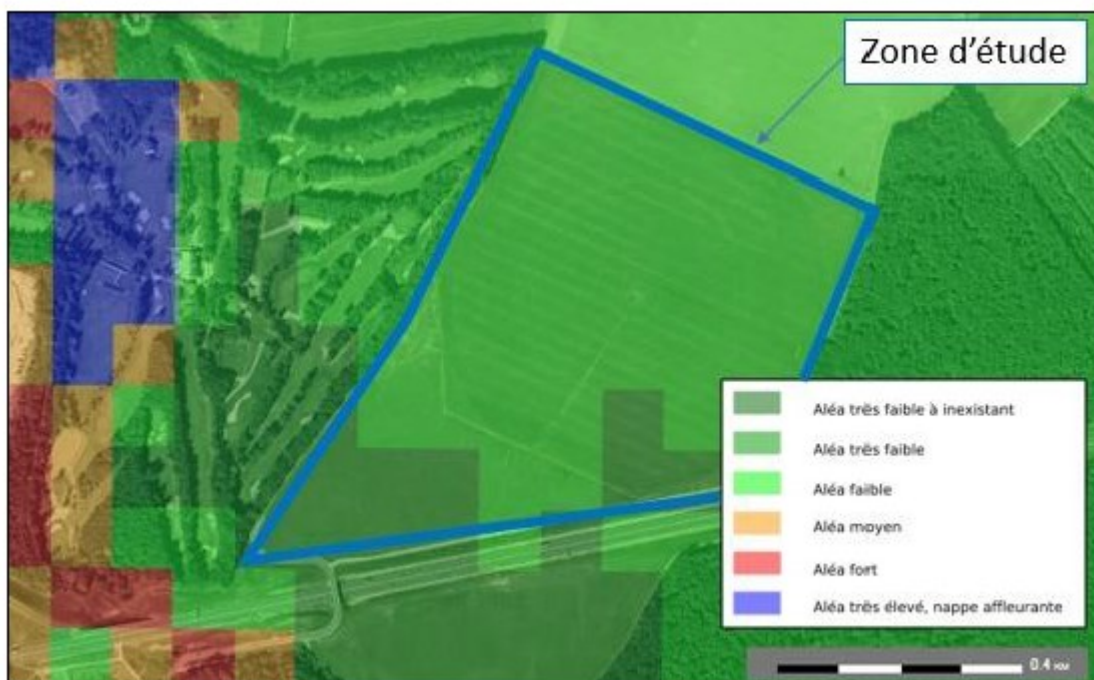 Zone d'étude
Aléa très faible à inexistant
Aléa très faible
Aléa faible
Aléa moyen
Aléa fort
Aléa très élevé, nappe affleurante
0.4 KM